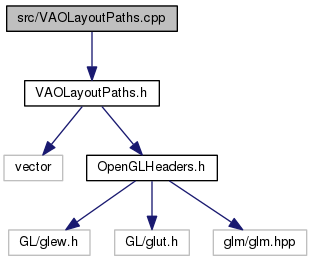 src/VAOLayoutPaths.cpp
VAOLayoutPaths.h
vector
OpenGLHeaders.h
GL/glew.h
GL/glut.h
glm/glm.hpp